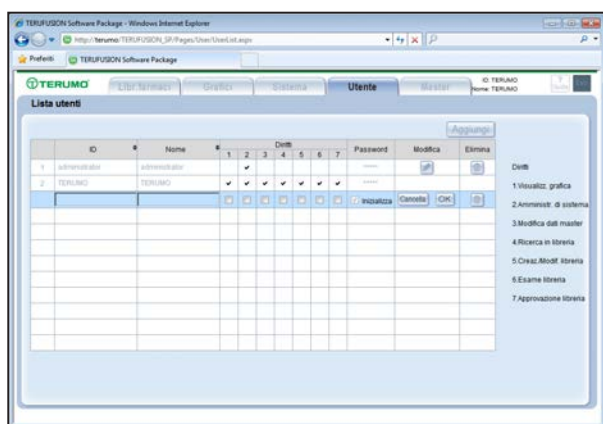 TERUFUSION Software Package - Windows Internet Explorer
http://terumo/TERUFUSION_SP/Pages/User/UserList.aspx
Preferiti TERUFUSION Software Package
TERUMO Libr.farmaci Grafici Sistema Utente Master ID: TERUMO
Nome: TERUMO
Lista utenti
Aggiungi
ID Nome Diritti Password Modifica Elimina
1 2 3 4 5 6 7
1 administrator administrator
2 TERUMO TERUMO
Inizializza Cancella OK
Diritti
1.Visualizz. grafica
2.Amministr. di sistema
3.Modifica dati master
4.Ricerca in libreria
5.Creaz./Modif. libreria
6.Esame libreria
7.Approvazione libreria